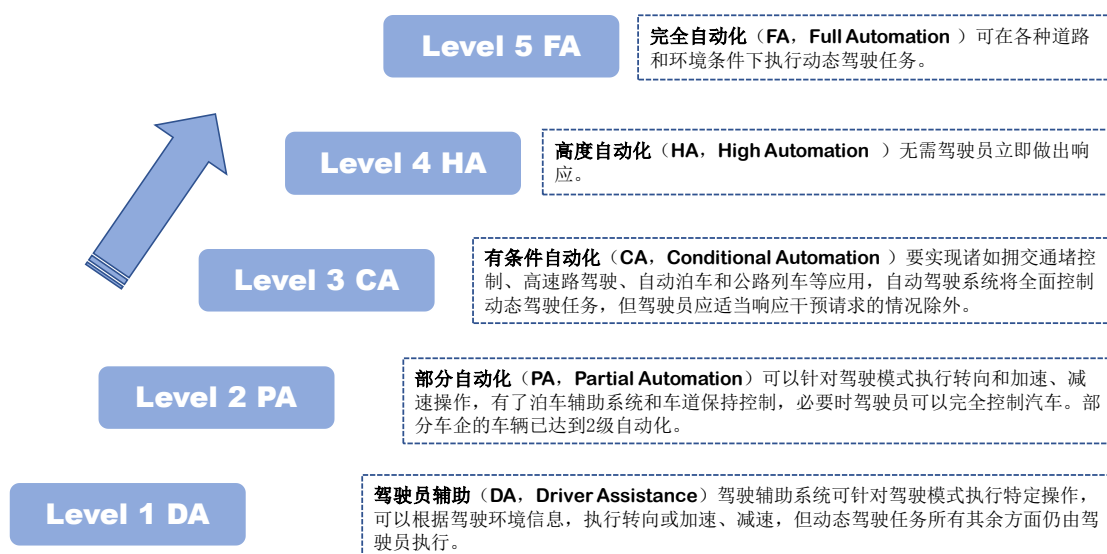 Level 5 FA
完全自动化（FA，Full Automation ）可在各种道路
和环境条件下执行动态驾驶任务。
Level 4 HA
高度自动化（HA，High Automation ）无需驾驶员立即做出响
应。
Level 3 CA
有条件自动化（CA，Conditional Automation ）要实现诸如拥交通堵控
制、高速路驾驶、自动泊车和公路列车等应用，自动驾驶系统将全面控制
动态驾驶任务，但驾驶员应适当响应干预请求的情况除外。
Level 2 PA
部分自动化（PA，Partial Automation）可以针对驾驶模式执行转向和加速、减
速操作，有了泊车辅助系统和车道保持控制，必要时驾驶员可以完全控制汽车。部
分车企的车辆已达到2级自动化。
Level 1 DA
驾驶员辅助（DA，Driver Assistance）驾驶辅助系统可针对驾驶模式执行特定操作，
可以根据驾驶环境信息，执行转向或加速、减速，但动态驾驶任务所有其余方面仍由驾
驶员执行。